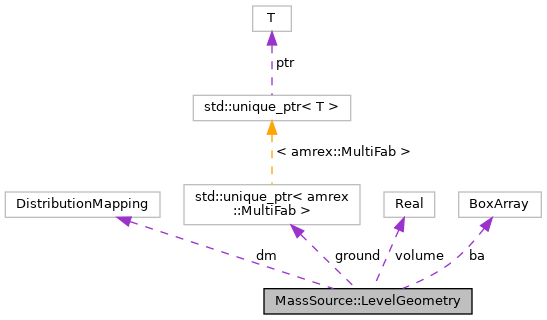 T
ptr
std::unique_ptr< T >
< amrex::MultiFab >
DistributionMapping
std::unique_ptr< amrex
::MultiFab >
Real
BoxArray
dm
ground
volume
ba
MassSource::LevelGeometry